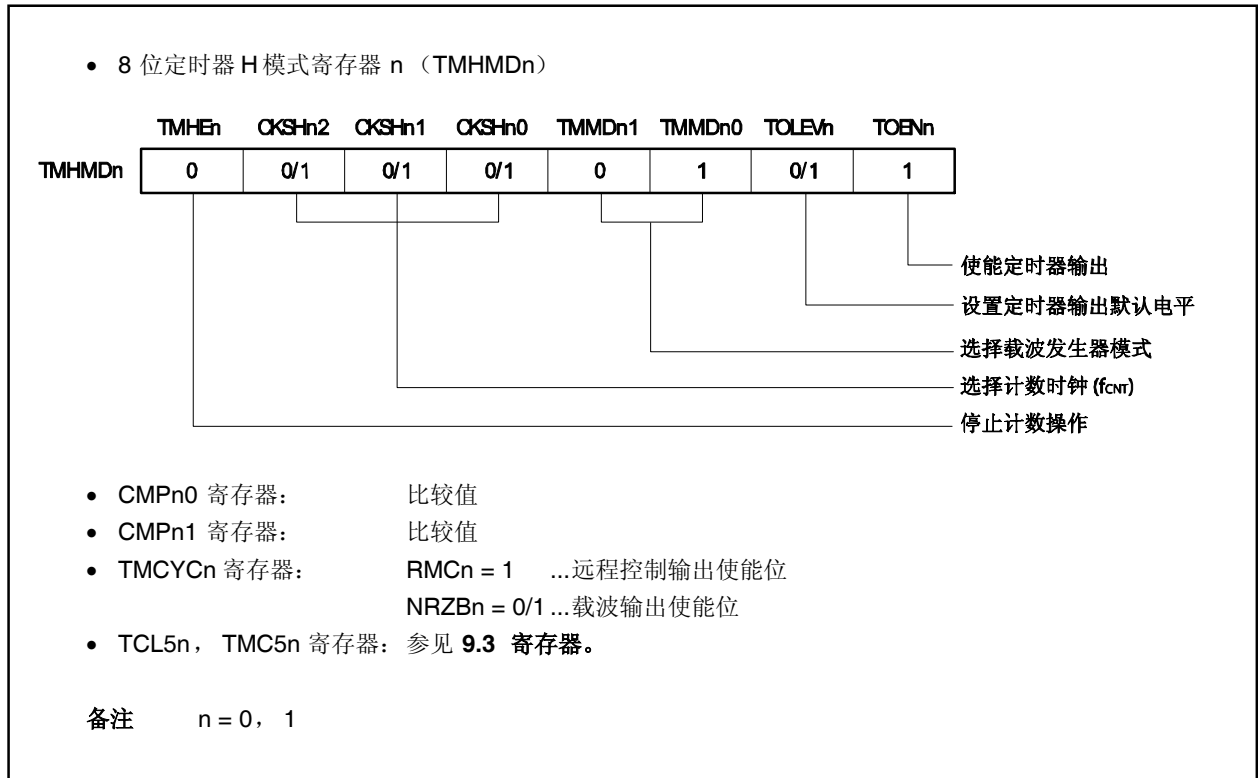 • 8 位定时器 H 模式寄存器 n （TMHMDn）
TMHEn CKSHn2 CKSHn1 CKSHn0 TMMDn1 TMMDn0 TOLEVn TOENn
TMHMDn 0 0/1 0/1 0/1 0 1 0/1 1
使能定时器输出
设置定时器输出默认电平
选择载波发生器模式
选择计数时钟 (fCNT)
停止计数操作
• CMPn0 寄存器： 比较值
• CMPn1 寄存器： 比较值
• TMCYCn 寄存器： RMCn = 1 ...远程控制输出使能位
NRZBn = 0/1 ...载波输出使能位
• TCL5n， TMC5n 寄存器： 参见 9.3 寄存器。
备注 n = 0， 1